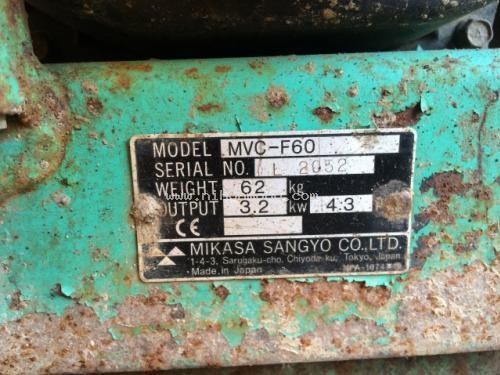 MODEL MVC-F60
SERIAL NO. L 2052
WEIGHT 62 kg
OUTPUT 3.2 kw 4.3
CE
MIKASA SANGYO CO.,LTD.
1-4-3, Sarugaku-cho, Chiyoda-ku, Tokyo, Japan
Made in Japan